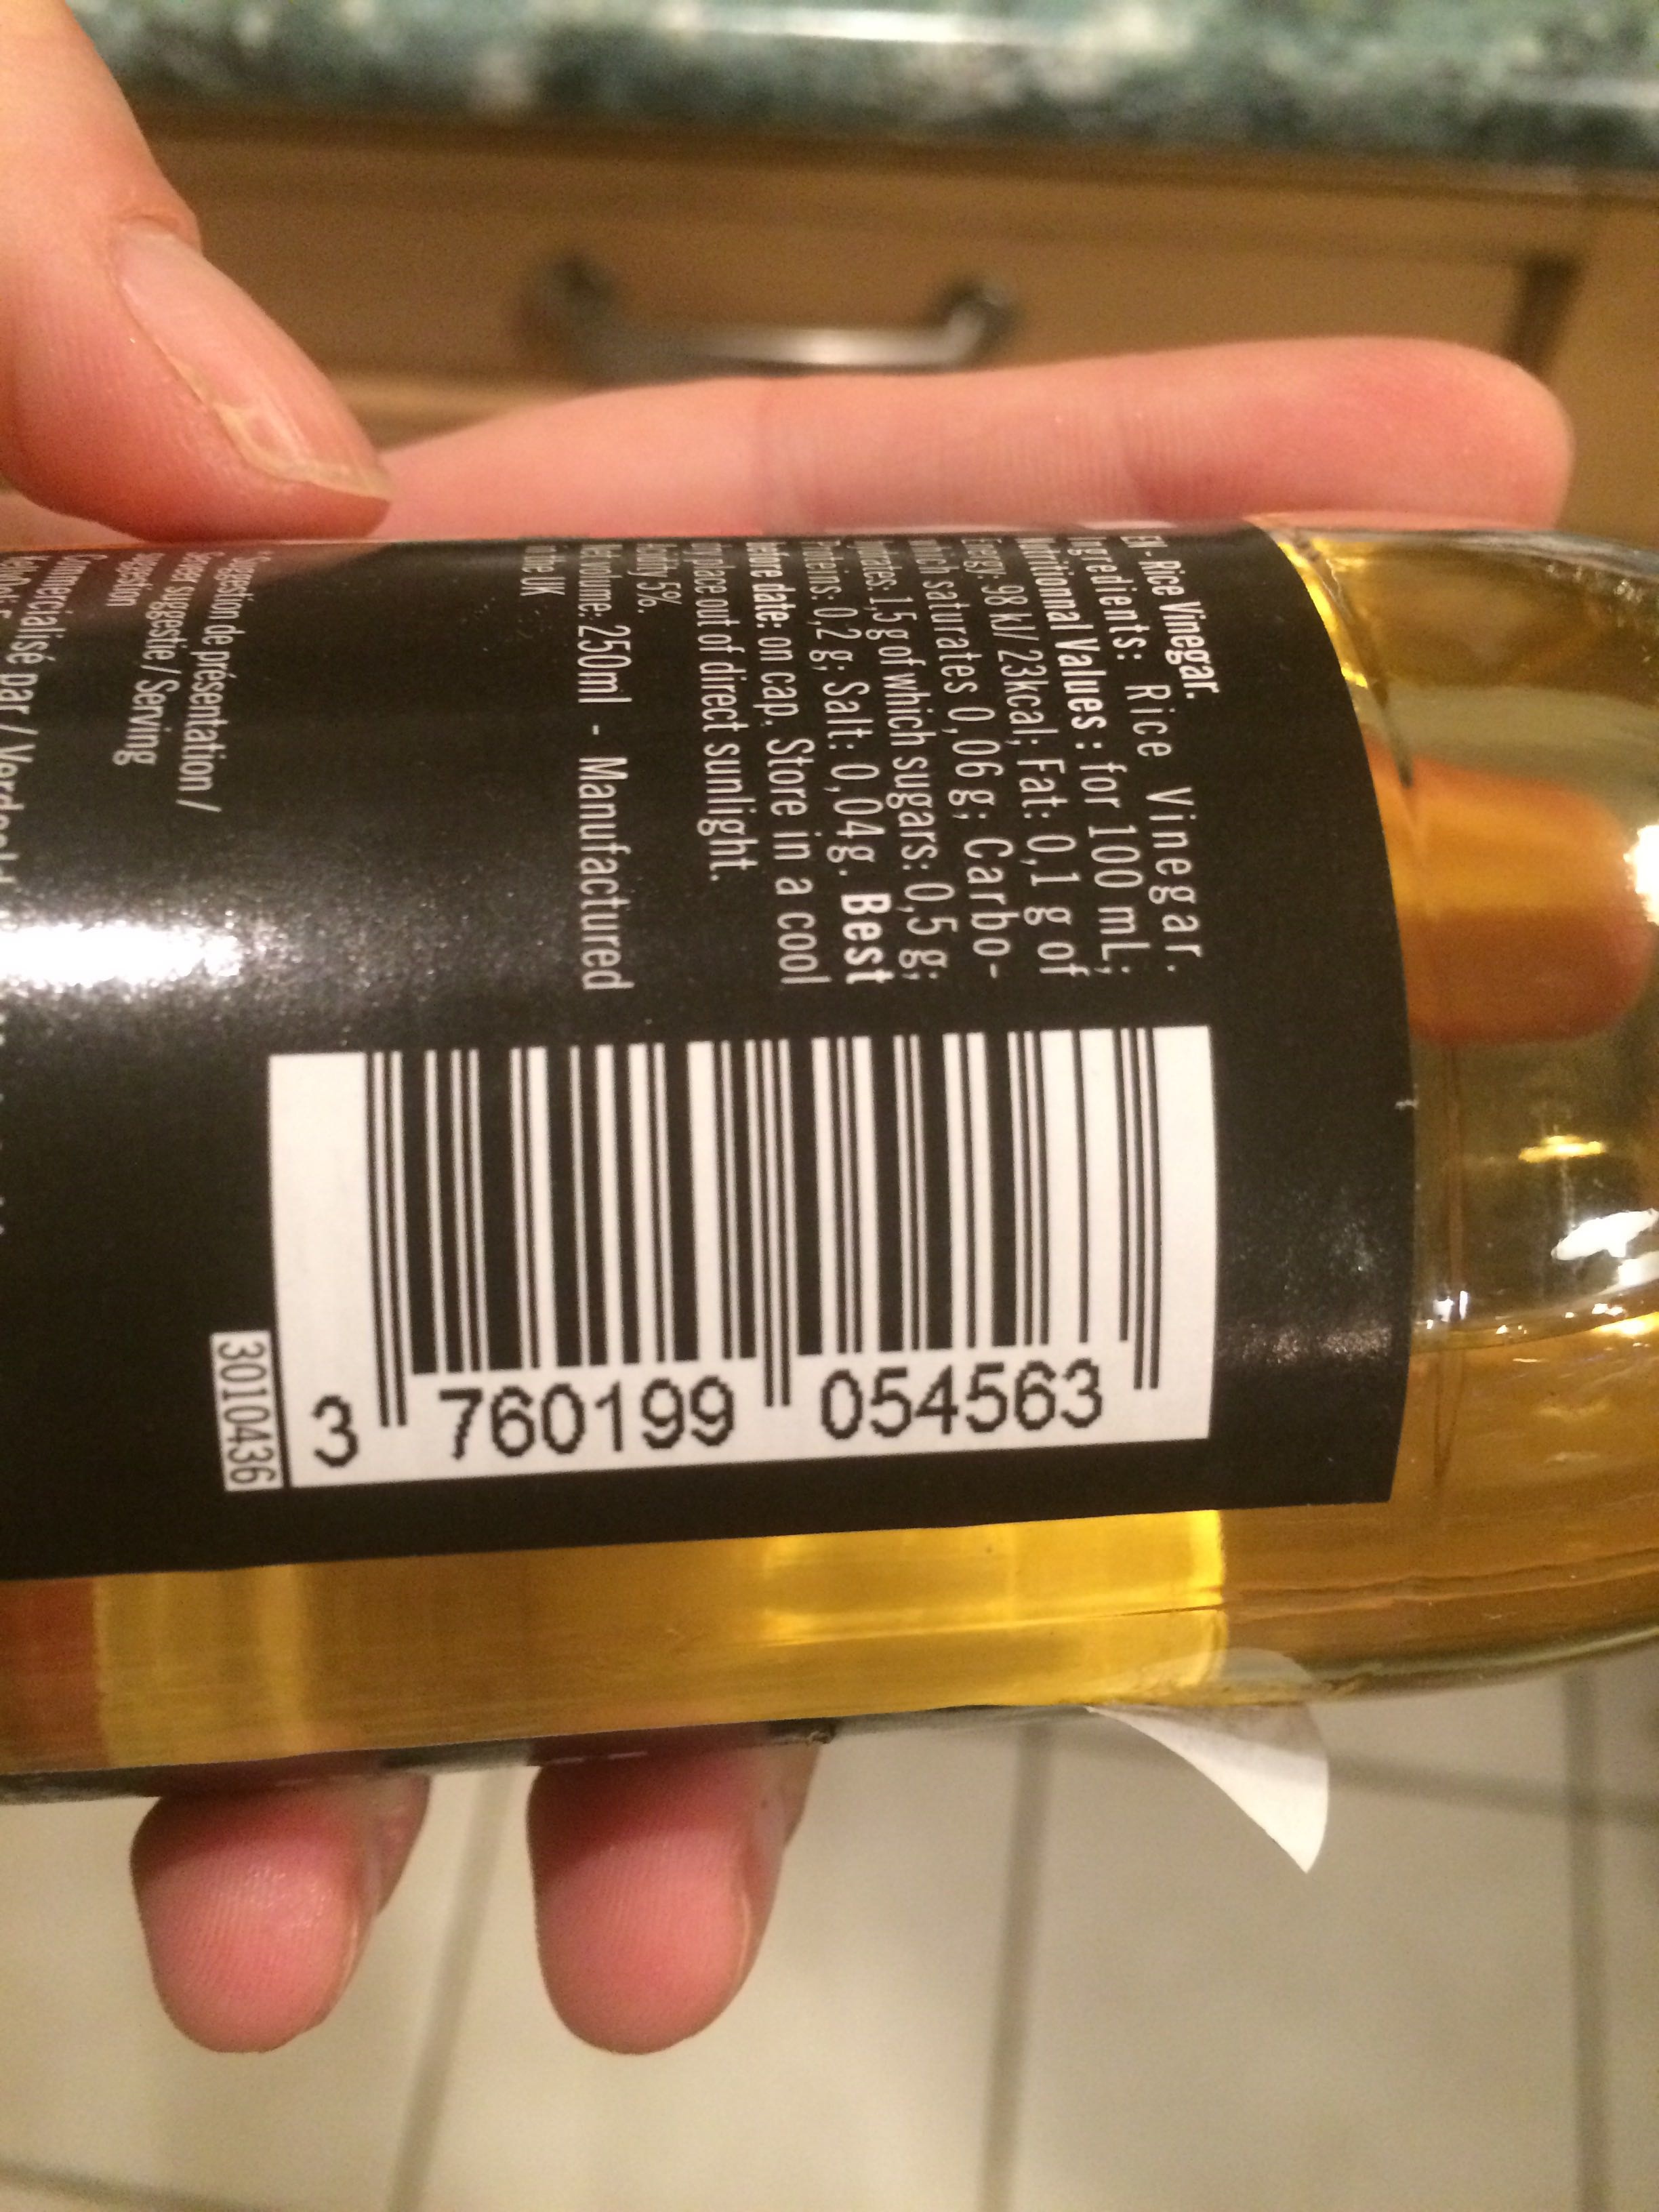 EN - Rice Vinegar.
Ingredients: Rice Vinegar.
Nutritionnal Values : for 100 mL;
Energy: 98 kJ/ 23kcal; Fat: 0,1 g of
which saturates 0,06 g; Carbo-
hydrates: 1,5 g of which sugars: 0,5 g;
Proteins: 0,2 g; Salt: 0,04g. Best
before date: on cap. Store in a cool
dry place out of direct sunlight.
Acidity 5%.
Net volume: 250ml - Manufactured
in the UK
*Suggestion de présentation /
suggestie / Serving
suggestion
Commercialisé par /
3 760199 054563
3010436